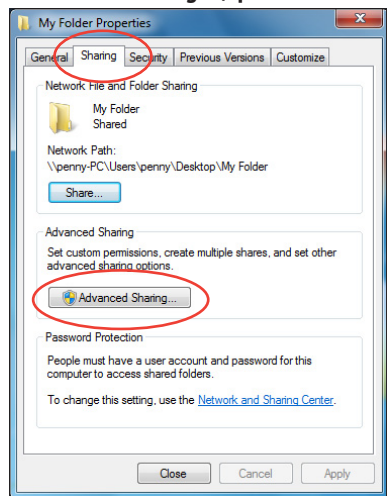 My Folder Properties
General Sharing Security Previous Versions Customize
Network File and Folder Sharing
My Folder
Shared
Network Path:
\\penny-PC\Users\penny\Desktop\My Folder
Share...
Advanced Sharing
Set custom permissions, create multiple shares, and set other
advanced sharing options.
Advanced Sharing...
Password Protection
People must have a user account and password for this
computer to access shared folders.
To change this setting, use the Network and Sharing Center.
Close Cancel Apply